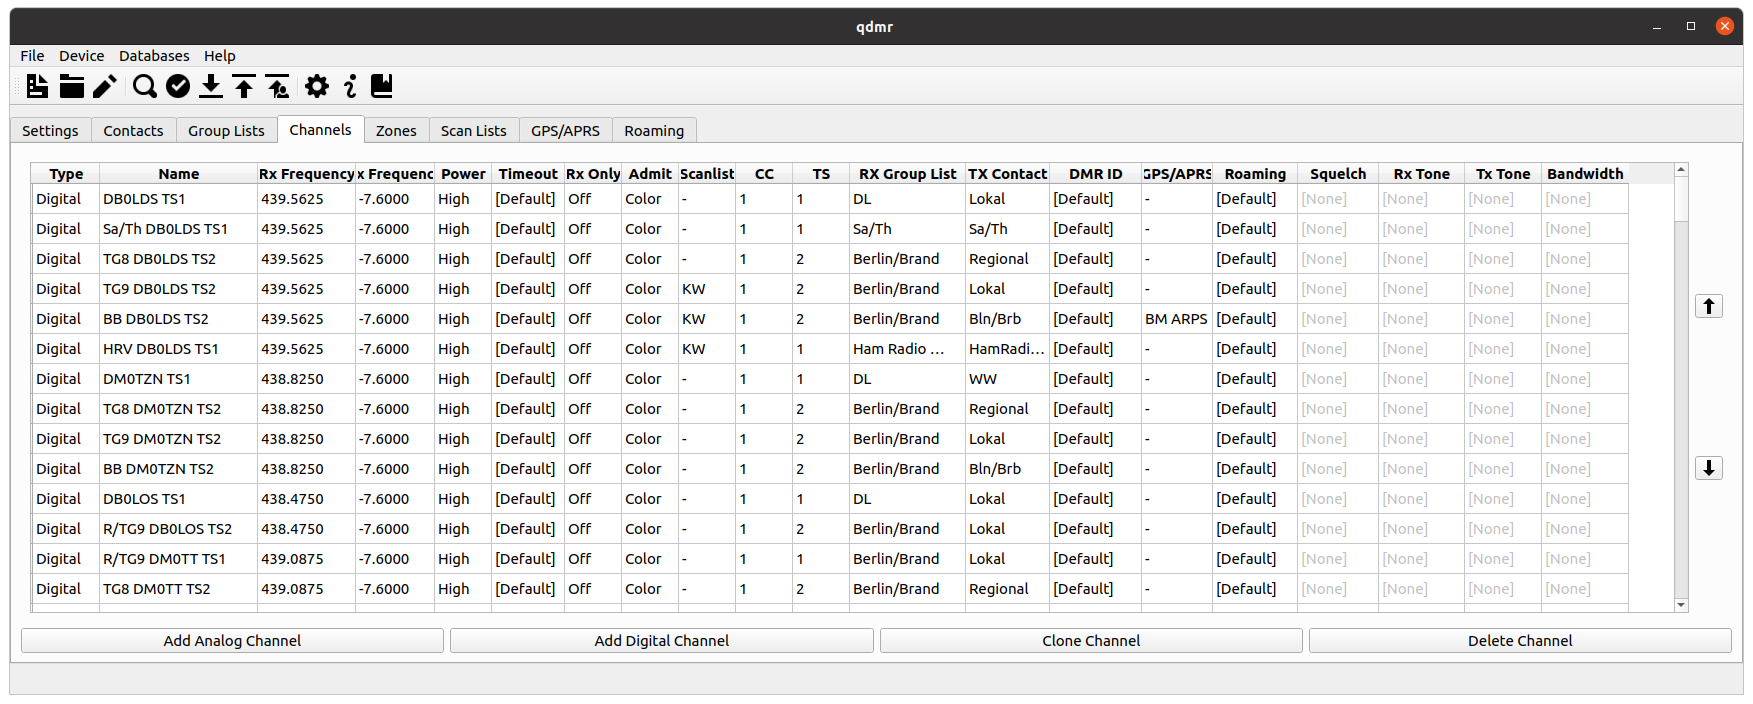 qdmr
File Device Databases Help
Settings Contacts Group Lists Channels Zones Scan Lists GPS/APRS Roaming
Type Name Rx Frequency x Frequenc Power Timeout Rx Only Admit Scanlist CC TS RX Group List TX Contact DMR ID GPS/APRS Roaming Squelch Rx Tone Tx Tone Bandwidth
Digital DB0LDS TS1 439.5625 -7.6000 High [Default] Off Color - 1 1 DL Lokal [Default] - [Default] [None] [None] [None] [None]
Digital Sa/Th DB0LDS TS1 439.5625 -7.6000 High [Default] Off Color - 1 1 Sa/Th Sa/Th [Default] - [Default] [None] [None] [None] [None]
Digital TG8 DB0LDS TS2 439.5625 -7.6000 High [Default] Off Color - 1 2 Berlin/Brand Regional [Default] - [Default] [None] [None] [None] [None]
Digital TG9 DB0LDS TS2 439.5625 -7.6000 High [Default] Off Color KW 1 2 Berlin/Brand Lokal [Default] - [Default] [None] [None] [None] [None]
Digital BB DB0LDS TS2 439.5625 -7.6000 High [Default] Off Color KW 1 2 Berlin/Brand Bln/Brb [Default] BM ARPS [Default] [None] [None] [None] [None]
Digital HRV DB0LDS TS1 439.5625 -7.6000 High [Default] Off Color KW 1 1 Ham Radio ... HamRadi... [Default] - [Default] [None] [None] [None] [None]
Digital DM0TZN TS1 438.8250 -7.6000 High [Default] Off Color - 1 1 DL WW [Default] - [Default] [None] [None] [None] [None]
Digital TG8 DM0TZN TS2 438.8250 -7.6000 High [Default] Off Color - 1 2 Berlin/Brand Regional [Default] - [Default] [None] [None] [None] [None]
Digital TG9 DM0TZN TS2 438.8250 -7.6000 High [Default] Off Color - 1 2 Berlin/Brand Lokal [Default] - [Default] [None] [None] [None] [None]
Digital BB DM0TZN TS2 438.8250 -7.6000 High [Default] Off Color - 1 2 Berlin/Brand Bln/Brb [Default] - [Default] [None] [None] [None] [None]
Digital DB0LOS TS1 438.4750 -7.6000 High [Default] Off Color - 1 1 DL Lokal [Default] - [Default] [None] [None] [None] [None]
Digital R/TG9 DB0LOS TS2 438.4750 -7.6000 High [Default] Off Color - 1 2 Berlin/Brand Lokal [Default] - [Default] [None] [None] [None] [None]
Digital R/TG9 DM0TT TS1 439.0875 -7.6000 High [Default] Off Color - 1 1 Berlin/Brand Lokal [Default] - [Default] [None] [None] [None] [None]
Digital TG8 DM0TT TS2 439.0875 -7.6000 High [Default] Off Color - 1 2 Berlin/Brand Regional [Default] - [Default] [None] [None] [None] [None]
Add Analog Channel Add Digital Channel Clone Channel Delete Channel